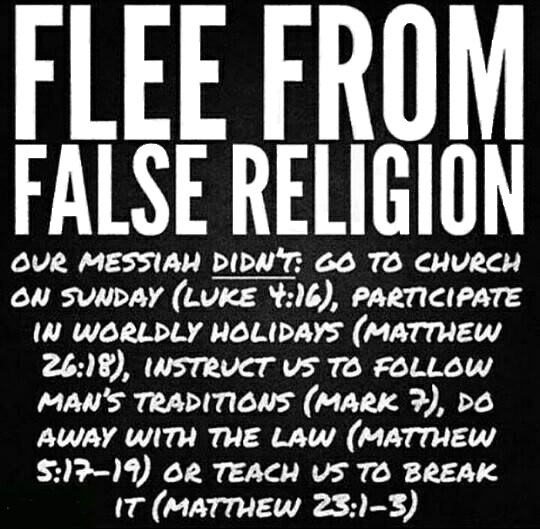 FLEE FROM
FALSE RELIGION
OUR MESSIAH DIDN'T: GO TO CHURCH
ON SUNDAY (LUKE 4:16), PARTICIPATE
IN WORLDLY HOLIDAYS (MATTHEW
26:18), INSTRUCT US TO FOLLOW
MAN'S TRADITIONS (MARK 7), DO
AWAY WITH THE LAW (MATTHEW
5:17-19) OR TEACH US TO BREAK
IT (MATTHEW 23:1-3)